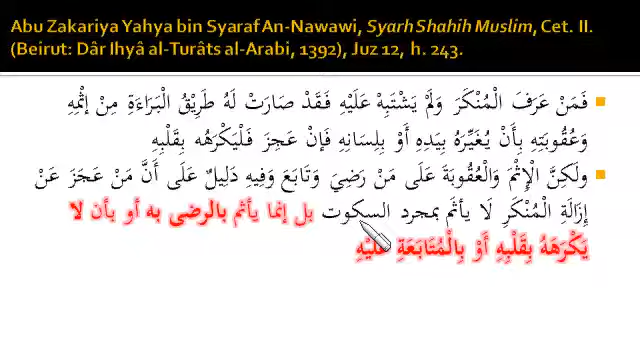 Abu Zakariya Yahya bin Syaraf An-Nawawi, Syarh Shahih Muslim, Cet. II.
(Beirut: Dâr Ihyâ al-Turâts al-Arabi, 1392), Juz 12, h. 243.
فَمَنْ عَرَفَ الْمُنْكَرَ وَلَمْ يَشْتَبِهْ عَلَيْهِ فَقَدْ صَارَتْ لَهُ طَرِيْقُ الْبَرَاءَةِ مِنْ إِثْمِهِ
وَعُقُوبَتِهِ بِأَنْ يُغَيِّرَهُ بِيَدِهِ أَوْ بِلِسَانِهِ فَإِنْ عَجِزَ فَلْيَكْرَهْهُ بِقَلْبِهِ
وَلَكِنَّ الْإِثْمَ وَالْعُقُوبَةَ عَلَى مَنْ رَضِيَ وَتَابَعَ وَفِيهِ دَلِيلٌ عَلَى أَنَّ مَنْ عَجَزَ عَنْ
إِزَالَةِ الْمُنْكَرِ لَا يأثَم بمجرد السكوت بل إنما يأثم بالرضى به أو بأن لا
يَكْرَهَهُ بِقَلْبِهِ أَوْ بِالْمُتَابَعَةِ عَلَيْهِ